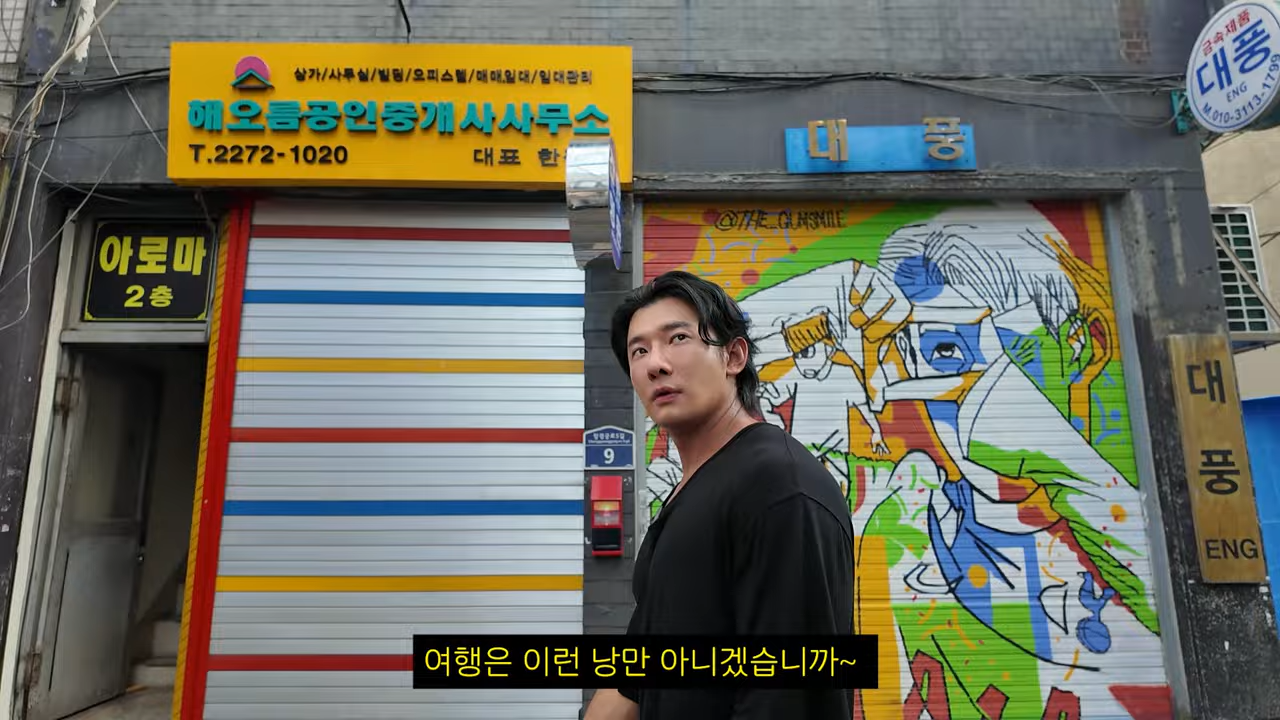 상가/사무실/빌딩/오피스텔/매매임대/임대관리
해오름공인중개사사무소
T.2272-1020
대표 한
아로마
2층
대풍
@THE_GUMSMILE
금속제품
대풍
ENG
M.010-3113-1799
9
대풍
ENG
여행은 이런 낭만 아니겠습니까~